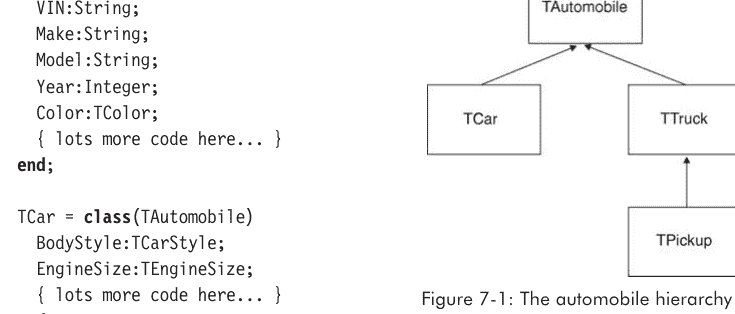 VIN:String;
Make:String;
Model:String;
Year:Integer;
Color:TColor;
{ lots more code here... }
end;
TCar = class(TAutomobile)
BodyStyle:TCarStyle;
EngineSize:TEngineSize;
{ lots more code here... }
TAutomobile
TCar
TTruck
TPickup
Figure 7-1: The automobile hierarchy